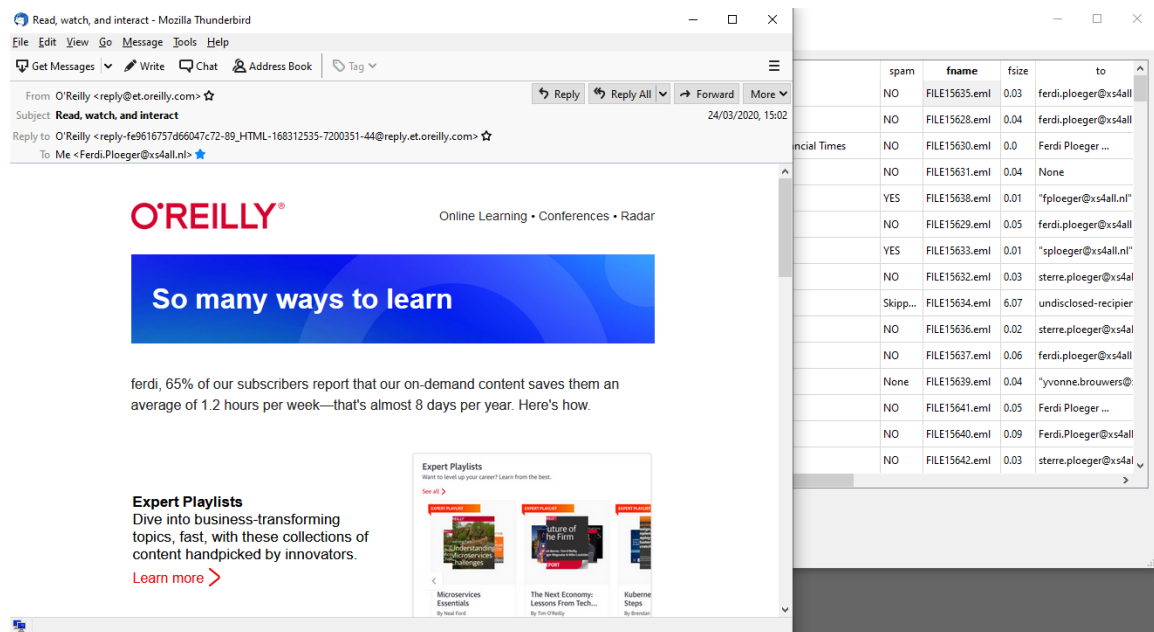 Read, watch, and interact - Mozilla Thunderbird
File Edit View Go Message Tools Help
Get Messages Write Chat Address Book Tag
From O'Reilly <reply@et.oreilly.com>
Reply Reply All Forward More
Subject Read, watch, and interact
24/03/2020, 15:02
Reply to O'Reilly <reply-fe9616757d66047c72-89_HTML-168312535-7200351-44@reply.et.oreilly.com>
To Me <Ferdi.Ploeger@xs4all.nl>
O'REILLY®
Online Learning • Conferences • Radar
So many ways to learn
ferdi, 65% of our subscribers report that our on-demand content saves them an
average of 1.2 hours per week—that's almost 8 days per year. Here's how.
Expert Playlists
Dive into business-transforming
topics, fast, with these collections of
content handpicked by innovators.
Learn more
Expert Playlists
Want to level up your career? Learn from the best.
See all
EXPERT PLAYLIST EXPERT PLAYLIST EXPERT PLAYLIST
Understanding
Microservices
Challenges
Future of
the Firm
REPORT
Microservices
Essentials
By Neal Ford
The Next Economy:
Lessons From Tech...
By Tim O'Reilly
Kuberne
Steps
By Brendan
spam fname fsize to
NO FILE15635.eml 0.03 ferdi.ploeger@xs4all
NO FILE15628.eml 0.04 ferdi.ploeger@xs4all
ncial Times NO FILE15630.eml 0.0 Ferdi Ploeger ...
NO FILE15631.eml 0.04 None
YES FILE15638.eml 0.01 "fploeger@xs4all.nl"
NO FILE15629.eml 0.05 ferdi.ploeger@xs4all
YES FILE15633.eml 0.01 "sploeger@xs4all.nl"
NO FILE15632.eml 0.03 sterre.ploeger@xs4al
Skipp... FILE15634.eml 6.07 undisclosed-recipier
NO FILE15636.eml 0.02 sterre.ploeger@xs4al
NO FILE15637.eml 0.06 ferdi.ploeger@xs4all
None FILE15639.eml 0.04 "yvonne.brouwers@
NO FILE15641.eml 0.05 Ferdi Ploeger ...
NO FILE15640.eml 0.09 Ferdi.Ploeger@xs4all
NO FILE15642.eml 0.03 sterre.ploeger@xs4al